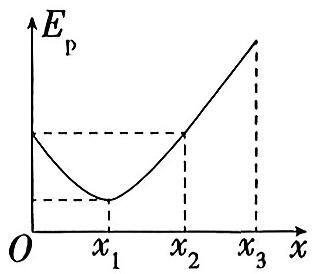 Eₚ
O x₁ x₂ x₃ x